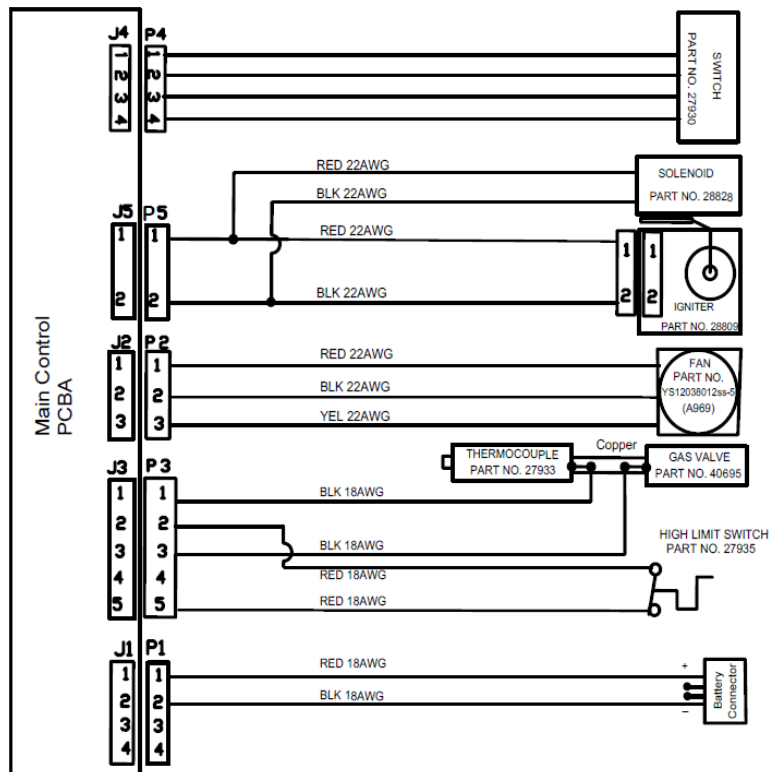 Main Control
PCBA
J4 P4
1 1
2 2
3 3
4 4
SWITCH
PART NO. 27930
RED 22AWG
BLK 22AWG
SOLENOID
PART NO. 28828
J5 P5
1 1
2 2
RED 22AWG
BLK 22AWG
1 1
2 2
IGNITER
PART NO. 28809
J2 P2
1 1
2 2
3 3
RED 22AWG
BLK 22AWG
YEL 22AWG
FAN
PART NO.
YS12038012ss-5
(A969)
THERMOCOUPLE
PART NO. 27933
Copper
GAS VALVE
PART NO. 40695
J3 P3
1 1
2 2
3 3
4 4
5 5
BLK 18AWG
BLK 18AWG
RED 18AWG
RED 18AWG
HIGH LIMIT SWITCH
PART NO. 27935
J1 P1
1 1
2 2
3 3
4 4
RED 18AWG
BLK 18AWG
+
–
Battery
Connector